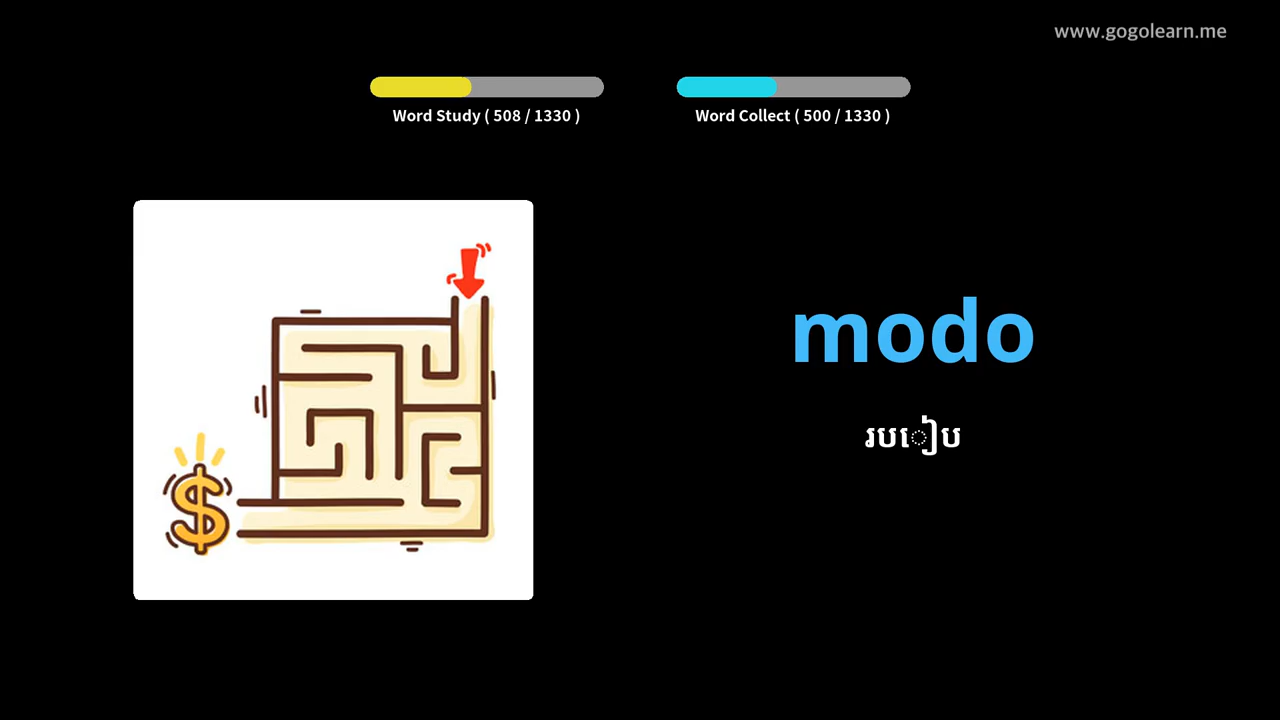 www.gogolearn.me
Word Study ( 508 / 1330 )
Word Collect ( 500 / 1330 )
modo
របៀប
$